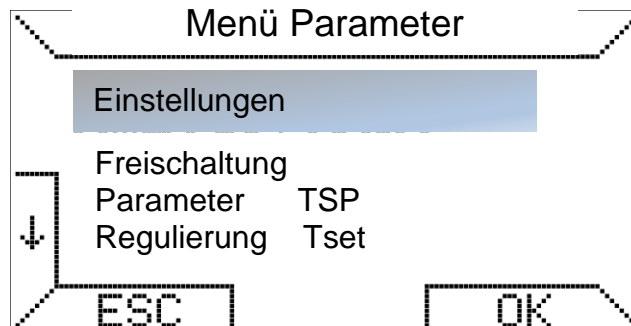 Menü Parameter
Einstellungen
Freischaltung
Parameter TSP
Regulierung Tset
ESC OK